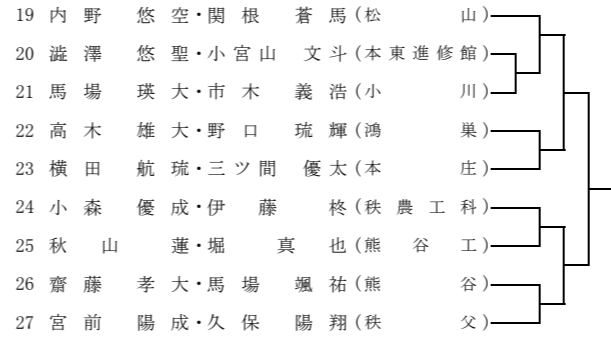 19 内野 悠空・関根 蒼馬(松山)
20 澁澤 悠聖・小宮山 文斗(本東進修館)
21 馬場 瑛大・市木 義浩(小川)
22 高木 雄大・野口 琉輝(鴻巣)
23 横田 航琉・三ツ間 優太(本庄)
24 小森 優成・伊藤 柊(秩農工科)
25 秋山 蓮・堀 真也(熊谷工)
26 齋藤 孝大・馬場 颯祐(熊谷)
27 宮前 陽成・久保 陽翔(秩父)